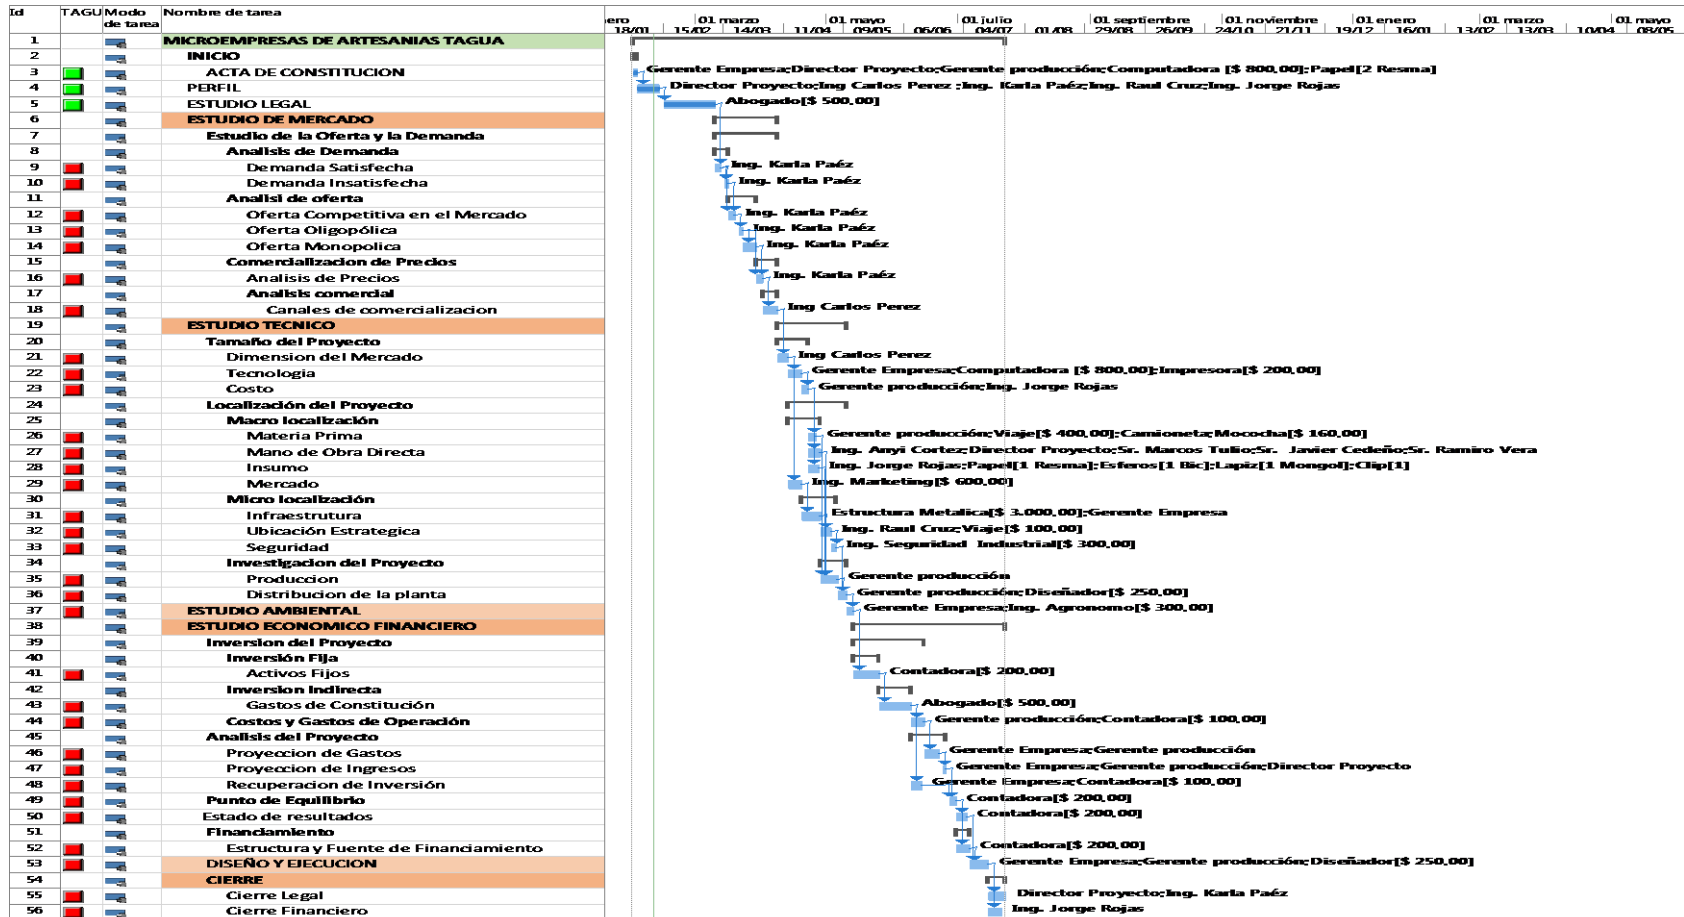 Id TAGU Modo de tarea Nombre de tarea
ero 01 marzo 01 mayo 01 julio 01 septiembre 01 noviembre 01 enero 01 marzo 01 mayo
18/01 15/02 14/03 11/04 09/05 06/06 04/07 01/08 29/08 26/09 24/10 21/11 19/12 16/01 13/02 13/03 10/04 08/05
1 MICROEMPRESAS DE ARTESANIAS TAGUA
2 INICIO
3 ACTA DE CONSTITUCION Gerente Empresa;Director Proyecto;Gerente producción;Computadora [$ 800,00];Papel[2 Resma]
4 PERFIL Director Proyecto;Ing Carlos Perez ;Ing. Karla Paéz;Ing. Raul Cruz;Ing. Jorge Rojas
5 ESTUDIO LEGAL Abogado[$ 500,00]
6 ESTUDIO DE MERCADO
7 Estudio de la Oferta y la Demanda
8 Analisis de Demanda
9 Demanda Satisfecha Ing. Karla Paéz
10 Demanda Insatisfecha Ing. Karla Paéz
11 Analisi de oferta
12 Oferta Competitiva en el Mercado Ing. Karla Paéz
13 Oferta Oligopólica Ing. Karla Paéz
14 Oferta Monopolica Ing. Karla Paéz
15 Comercializacion de Precios
16 Analisis de Precios Ing. Karla Paéz
17 Analisis comercial
18 Canales de comercializacion Ing Carlos Perez
19 ESTUDIO TECNICO
20 Tamaño del Proyecto
21 Dimension del Mercado Ing Carlos Perez
22 Tecnologia Gerente Empresa;Computadora [$ 800,00];Impresora[$ 200,00]
23 Costo Gerente producción;Ing. Jorge Rojas
24 Localización del Proyecto
25 Macro localización
26 Materia Prima Gerente producción;Viaje[$ 400,00];Camioneta;Mococha[$ 160,00]
27 Mano de Obra Directa Ing. Anyi Cortez;Director Proyecto;Sr. Marcos Tulio;Sr. Javier Cedeño;Sr. Ramiro Vera
28 Insumo Ing. Jorge Rojas;Papel[1 Resma];Esferos[1 Bic];Lapiz[1 Mongol];Clip[1]
29 Mercado Ing. Marketing[$ 600,00]
30 Micro localización
31 Infraestrutura Estructura Metalica[$ 3.000,00];Gerente Empresa
32 Ubicación Estrategica Ing. Raul Cruz;Viaje[$ 100,00]
33 Seguridad Ing. Seguridad Industrial[$ 300,00]
34 Investigacion del Proyecto
35 Produccion Gerente producción
36 Distribucion de la planta Gerente producción;Diseñador[$ 250,00]
37 ESTUDIO AMBIENTAL Gerente Empresa;Ing. Agronomo[$ 300,00]
38 ESTUDIO ECONOMICO FINANCIERO
39 Inversion del Proyecto
40 Inversión Fija
41 Activos Fijos Contadora[$ 200,00]
42 Inversion Indirecta
43 Gastos de Constitución Abogado[$ 500,00]
44 Costos y Gastos de Operación Gerente producción;Contadora[$ 100,00]
45 Analisis del Proyecto
46 Proyeccion de Gastos Gerente Empresa;Gerente producción
47 Proyeccion de Ingresos Gerente Empresa;Gerente producción;Director Proyecto
48 Recuperacion de Inversión Gerente Empresa;Contadora[$ 100,00]
49 Punto de Equilibrio Contadora[$ 200,00]
50 Estado de resultados Contadora[$ 200,00]
51 Financiamiento
52 Estructura y Fuente de Financiamiento Contadora[$ 200,00]
53 DISEÑO Y EJECUCION Gerente Empresa;Gerente producción;Diseñador[$ 250,00]
54 CIERRE
55 Cierre Legal Director Proyecto;Ing. Karla Paéz
56 Cierre Financiero Ing. Jorge Rojas